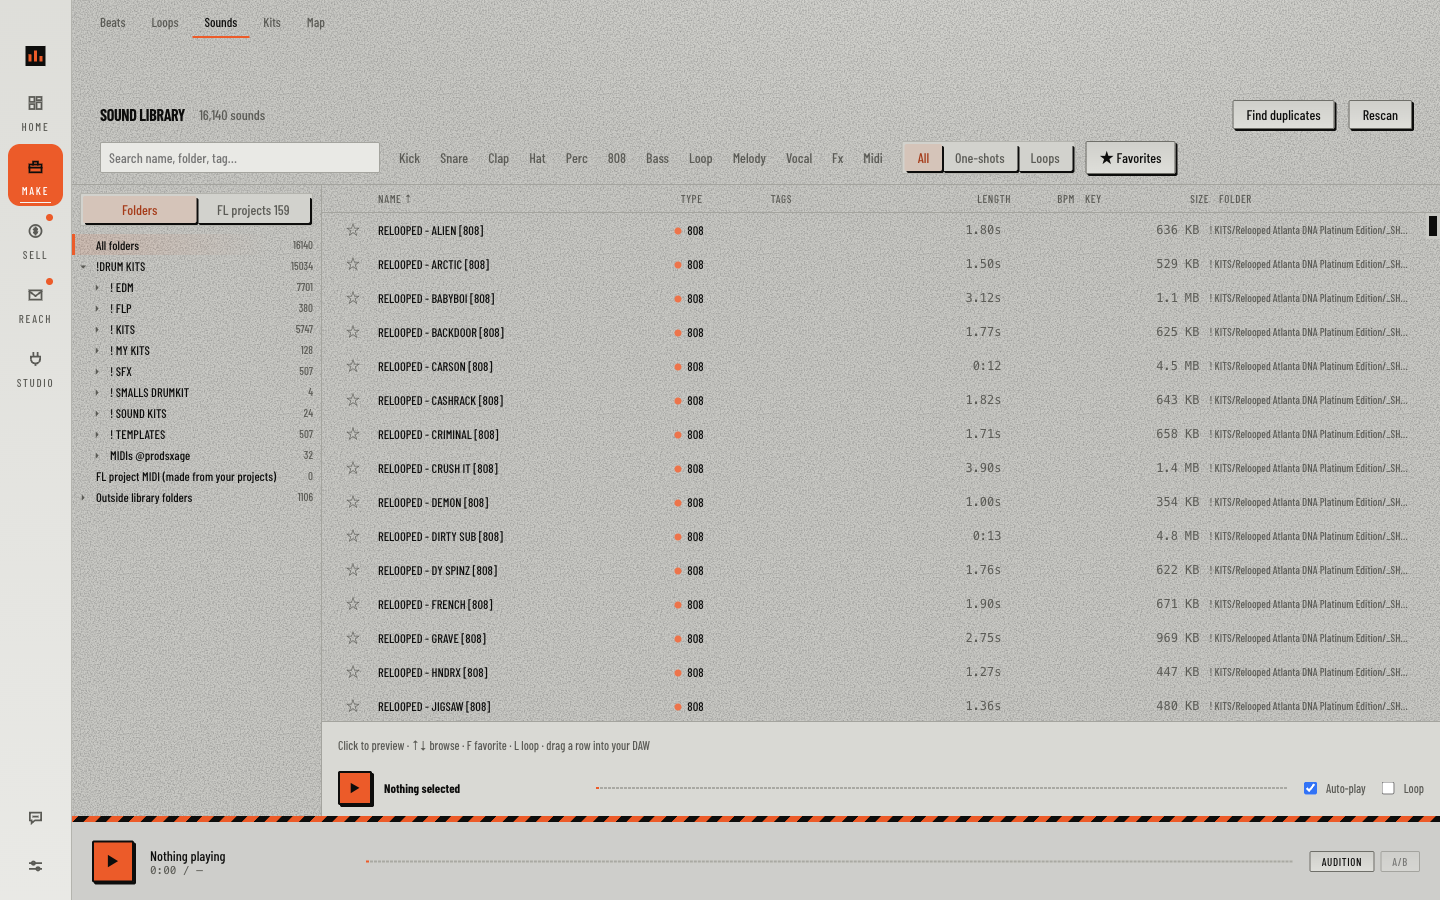 Beats Loops Sounds Kits Map
HOME
MAKE
SELL
REACH
STUDIO
SOUND LIBRARY 16,140 sounds Find duplicates Rescan
Search name, folder, tag... Kick Snare Clap Hat Perc 808 Bass Loop Melody Vocal Fx Midi All One-shots Loops ★ Favorites
Folders FL projects 159
All folders 16140
!DRUM KITS 15034
! EDM 7701
! FLP 380
! KITS 5747
! MY KITS 128
! SFX 507
! SMALLS DRUMKIT 4
! SOUND KITS 24
! TEMPLATES 507
MIDIs @prodsxage 32
FL project MIDI (made from your projects) 0
Outside library folders 1106
NAME ↑ TYPE TAGS LENGTH BPM KEY SIZE FOLDER
RELOOPED - ALIEN [808] 808 1.80s 636 KB ! KITS/Relooped Atlanta DNA Platinum Edition/_SH...
RELOOPED - ARCTIC [808] 808 1.50s 529 KB ! KITS/Relooped Atlanta DNA Platinum Edition/_SH...
RELOOPED - BABYBOI [808] 808 3.12s 1.1 MB ! KITS/Relooped Atlanta DNA Platinum Edition/_SH...
RELOOPED - BACKDOOR [808] 808 1.77s 625 KB ! KITS/Relooped Atlanta DNA Platinum Edition/_SH...
RELOOPED - CARSON [808] 808 0:12 4.5 MB ! KITS/Relooped Atlanta DNA Platinum Edition/_SH...
RELOOPED - CASHRACK [808] 808 1.82s 643 KB ! KITS/Relooped Atlanta DNA Platinum Edition/_SH...
RELOOPED - CRIMINAL [808] 808 1.71s 658 KB ! KITS/Relooped Atlanta DNA Platinum Edition/_SH...
RELOOPED - CRUSH IT [808] 808 3.90s 1.4 MB ! KITS/Relooped Atlanta DNA Platinum Edition/_SH...
RELOOPED - DEMON [808] 808 1.00s 354 KB ! KITS/Relooped Atlanta DNA Platinum Edition/_SH...
RELOOPED - DIRTY SUB [808] 808 0:13 4.8 MB ! KITS/Relooped Atlanta DNA Platinum Edition/_SH...
RELOOPED - DY SPINZ [808] 808 1.76s 622 KB ! KITS/Relooped Atlanta DNA Platinum Edition/_SH...
RELOOPED - FRENCH [808] 808 1.90s 671 KB ! KITS/Relooped Atlanta DNA Platinum Edition/_SH...
RELOOPED - GRAVE [808] 808 2.75s 969 KB ! KITS/Relooped Atlanta DNA Platinum Edition/_SH...
RELOOPED - HNDRX [808] 808 1.27s 447 KB ! KITS/Relooped Atlanta DNA Platinum Edition/_SH...
RELOOPED - JIGSAW [808] 808 1.36s 480 KB ! KITS/Relooped Atlanta DNA Platinum Edition/_SH...
Click to preview · ↑↓ browse · F favorite · L loop · drag a row into your DAW
Nothing selected Auto-play Loop
Nothing playing
0:00 / —
AUDITION A/B